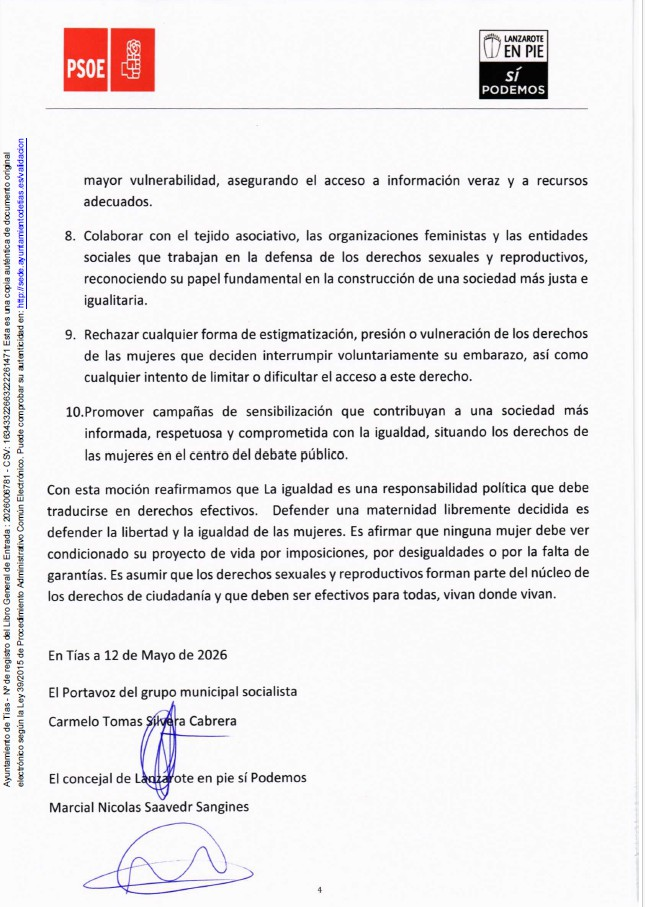 PSOE
LANZAROTE
EN PIE
SÍ
PODEMOS
mayor vulnerabilidad, asegurando el acceso a información veraz y a recursos
adecuados.
8. Colaborar con el tejido asociativo, las organizaciones feministas y las entidades
sociales que trabajan en la defensa de los derechos sexuales y reproductivos,
reconociendo su papel fundamental en la construcción de una sociedad más justa e
igualitaria.
9. Rechazar cualquier forma de estigmatización, presión o vulneración de los derechos
de las mujeres que deciden interrumpir voluntariamente su embarazo, así como
cualquier intento de limitar o dificultar el acceso a este derecho.
10.Promover campañas de sensibilización que contribuyan a una sociedad más
informada, respetuosa y comprometida con la igualdad, situando los derechos de
las mujeres en el centro del debate público.
Con esta moción reafirmamos que La igualdad es una responsabilidad política que debe
traducirse en derechos efectivos. Defender una maternidad libremente decidida es
defender la libertad y la igualdad de las mujeres. Es afirmar que ninguna mujer debe ver
condicionado su proyecto de vida por imposiciones, por desigualdades o por la falta de
garantías. Es asumir que los derechos sexuales y reproductivos forman parte del núcleo de
los derechos de ciudadanía y que deben ser efectivos para todas, vivan donde vivan.
En Tías a 12 de Mayo de 2026
El Portavoz del grupo municipal socialista
Carmelo Tomas Silvera Cabrera
El concejal de Lanzarote en pie sí Podemos
Marcial Nicolas Saavedr Sangines
4
Ayuntamiento de Tías - Nº de registro del Libro General de Entrada : 2026006781 - CSV: 16343322663222261471 Esta es una copia auténtica de documento original
electrónico según la Ley 39/2015 de Procedimiento Administrativo Común Electrónico. Puede comprobar su autenticidad en: http://sede.ayuntamientodetias.es/validacion